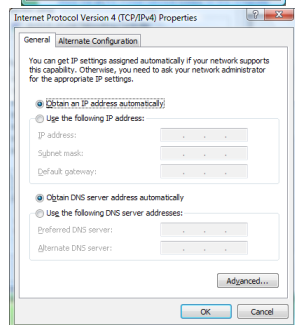 Internet Protocol Version 4 (TCP/IPv4) Properties
General Alternate Configuration
You can get IP settings assigned automatically if your network supports
this capability. Otherwise, you need to ask your network administrator
for the appropriate IP settings.
Obtain an IP address automatically
Use the following IP address:
IP address:
Subnet mask:
Default gateway:
Obtain DNS server address automatically
Use the following DNS server addresses:
Preferred DNS server:
Alternate DNS server:
Advanced...
OK Cancel